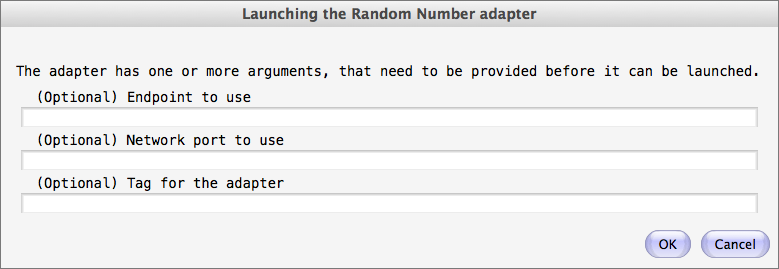 Launching the Random Number adapter
The adapter has one or more arguments, that need to be provided before it can be launched.
(Optional) Endpoint to use
(Optional) Network port to use
(Optional) Tag for the adapter
OK Cancel